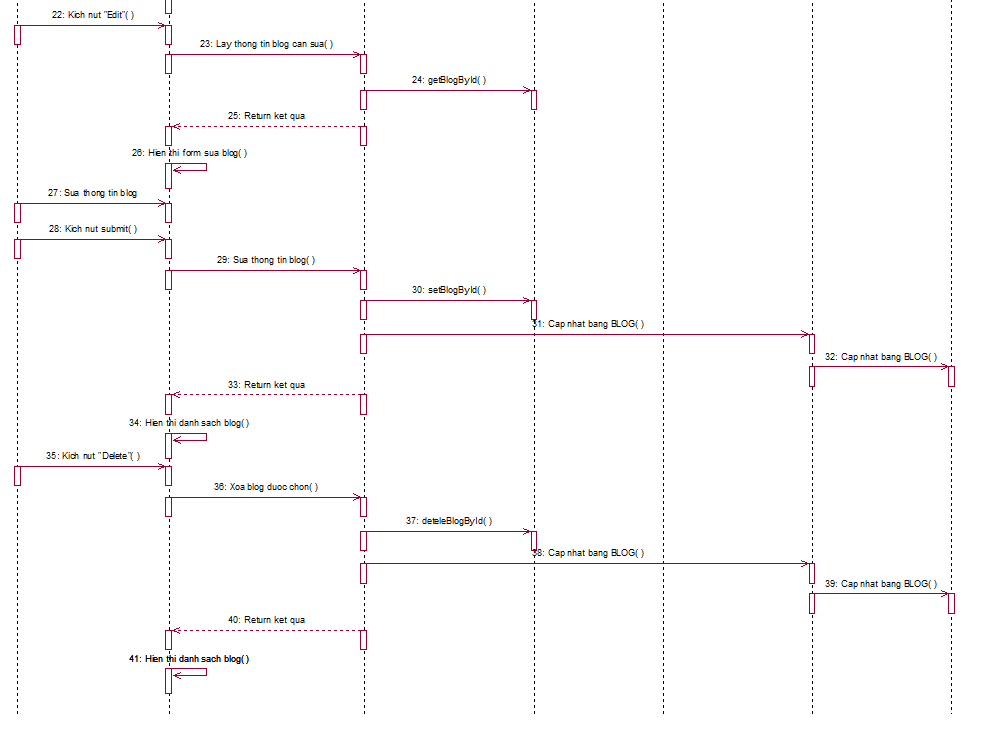 22: Kich nut "Edit"( )
23: Lay thong tin blog can sua( )
24: getBlogById( )
25: Return ket qua
26: Hien thi form sua blog( )
27: Sua thong tin blog
28: Kich nut submit( )
29: Sua thong tin blog( )
30: setBlogById( )
31: Cap nhat bang BLOG( )
32: Cap nhat bang BLOG( )
33: Return ket qua
34: Hien thi danh sach blog( )
35: Kich nut "Delete"( )
36: Xoa blog duoc chon( )
37: deteleBlogById( )
38: Cap nhat bang BLOG( )
39: Cap nhat bang BLOG( )
40: Return ket qua
41: Hien thi danh sach blog( )